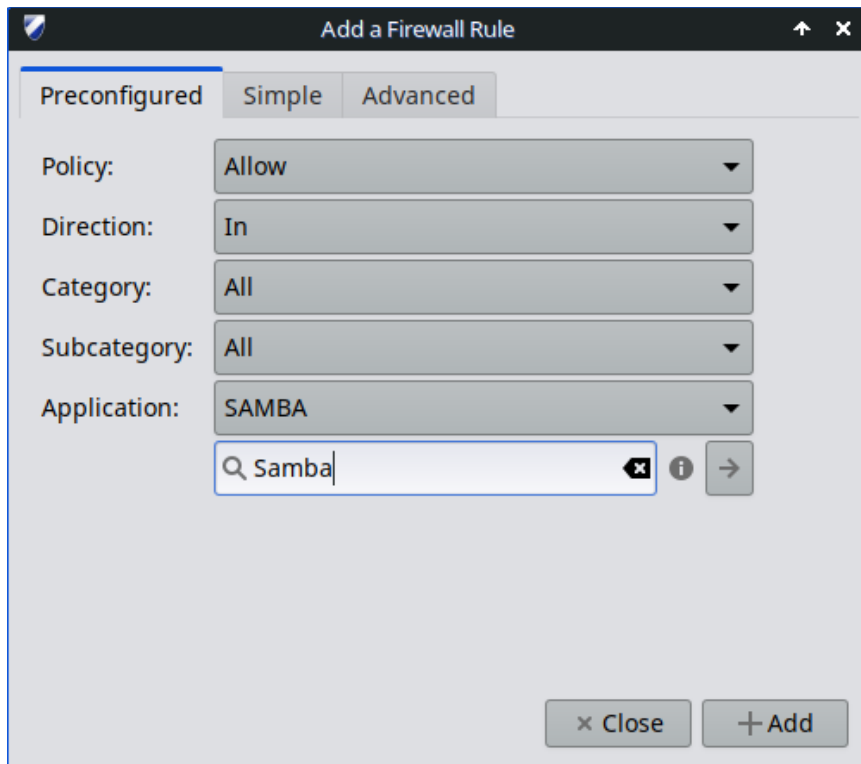 Add a Firewall Rule
Preconfigured Simple Advanced
Policy: Allow
Direction: In
Category: All
Subcategory: All
Application: SAMBA
Samba
Close Add